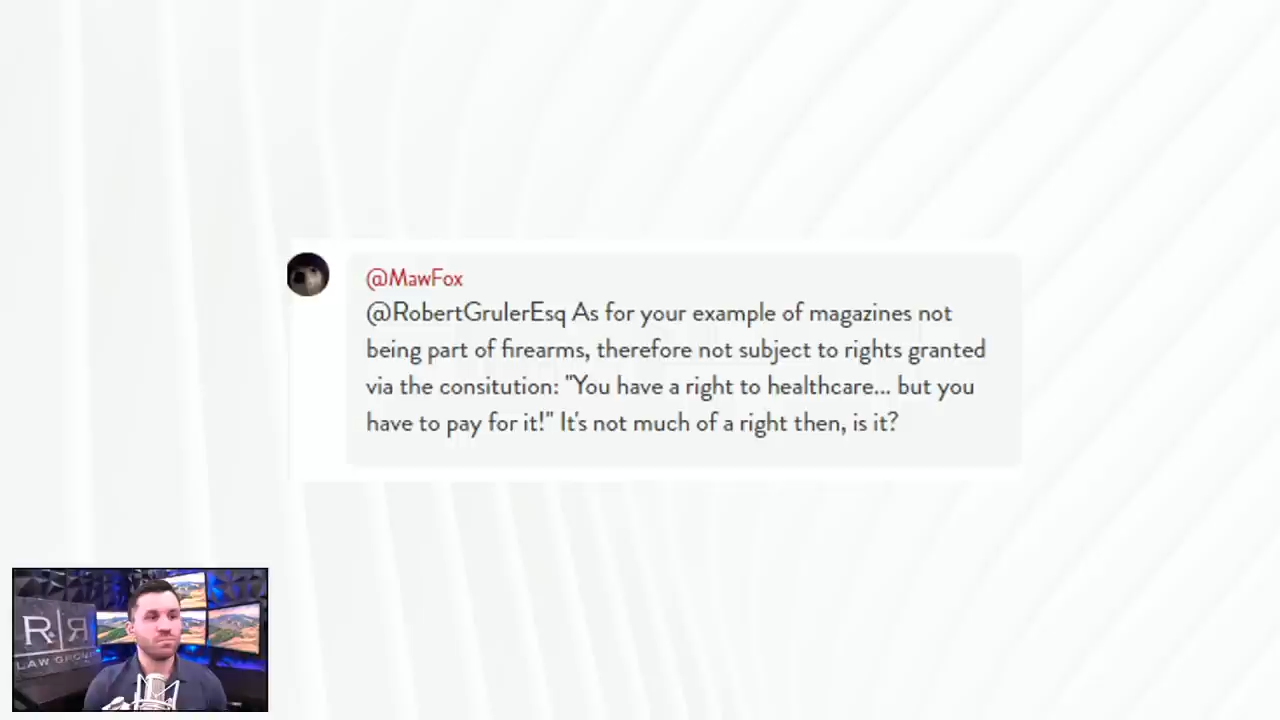 @MawFox
@RobertGrulerEsq As for your example of magazines not
being part of firearms, therefore not subject to rights granted
via the consitution: "You have a right to healthcare... but you
have to pay for it!" It's not much of a right then, is it?
R|R
LAW GROUP